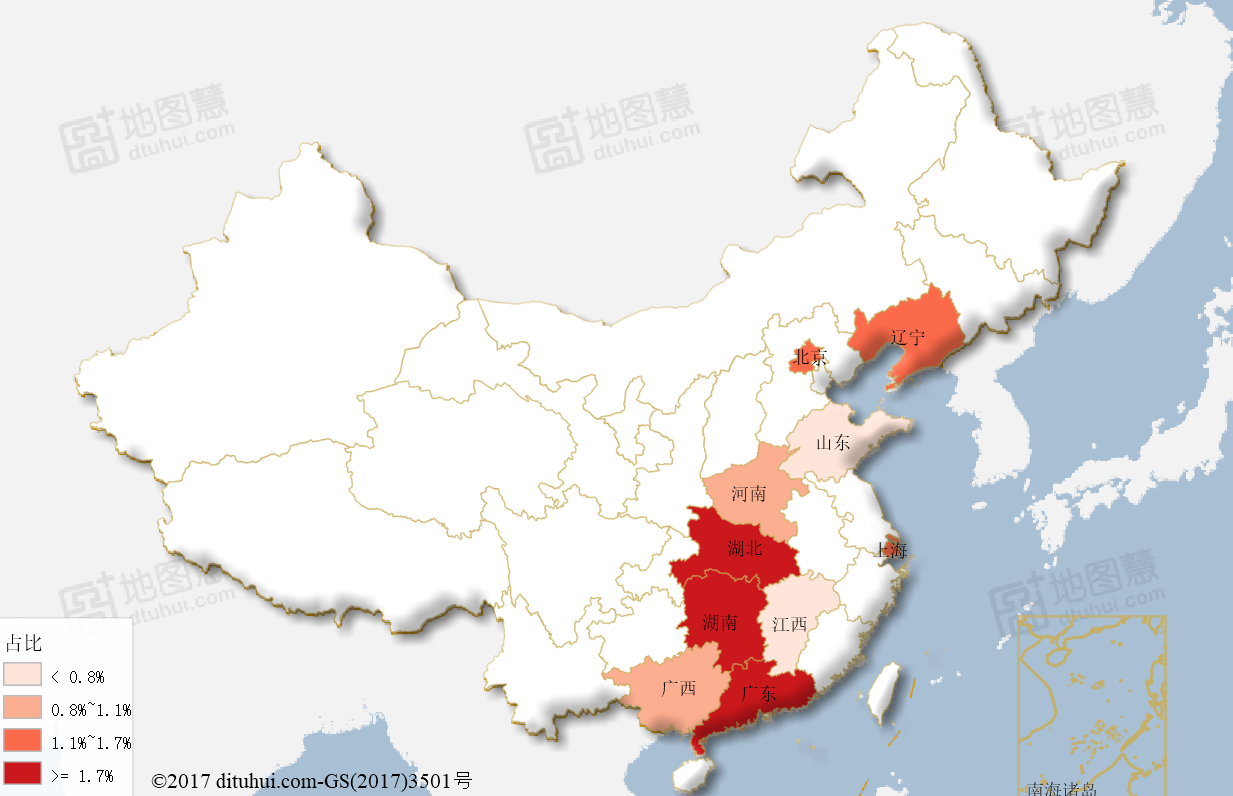 地图慧
dtuhui.com
地图慧
dtuhui.com
地图慧
dtuhui.com
辽宁
北京
山东
河南
湖北
上海
地图慧
dtuhui.com
地图慧
dtuhui.com
湖南
江西
占比
< 0.8%
广西
广东
0.8%~1.1%
1.1%~1.7%
>= 1.7%
©2017 dituhui.com-GS(2017)3501号
南海诸岛